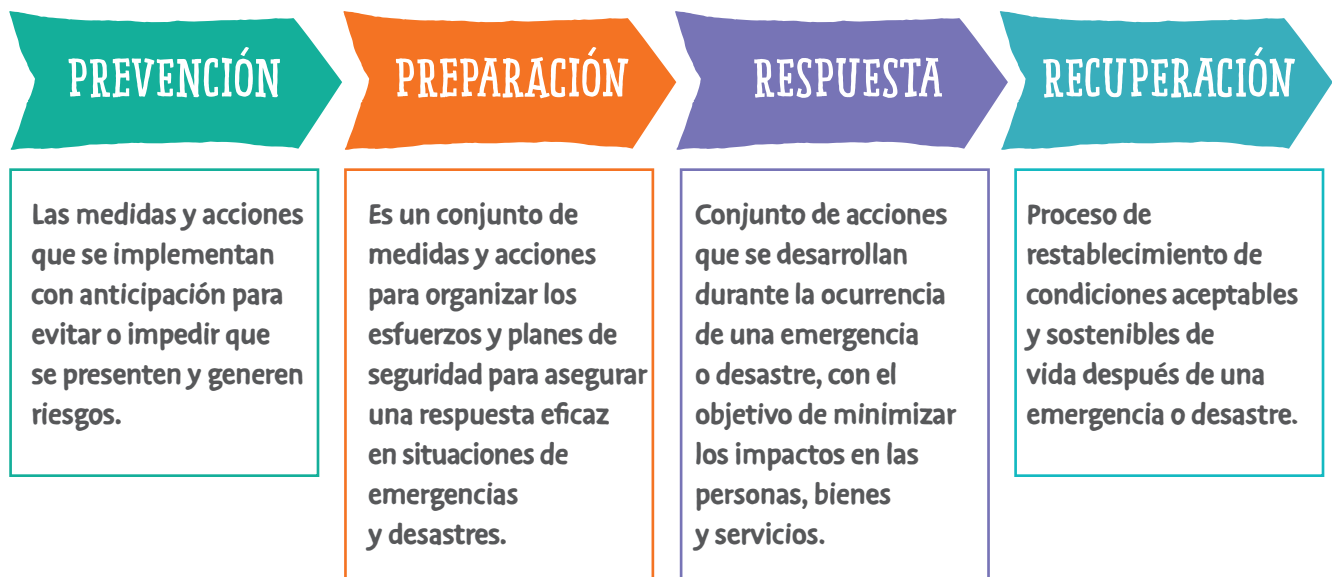 PREVENCIÓN
Las medidas y acciones
que se implementan
con anticipación para
evitar o impedir que
se presenten y generen
riesgos.
PREPARACIÓN
Es un conjunto de
medidas y acciones
para organizar los
esfuerzos y planes de
seguridad para asegurar
una respuesta eficaz
en situaciones de
emergencias
y desastres.
RESPUESTA
Conjunto de acciones
que se desarrollan
durante la ocurrencia
de una emergencia
o desastre, con el
objetivo de minimizar
los impactos en las
personas, bienes
y servicios.
RECUPERACIÓN
Proceso de
restablecimiento de
condiciones aceptables
y sostenibles de
vida después de una
emergencia o desastre.